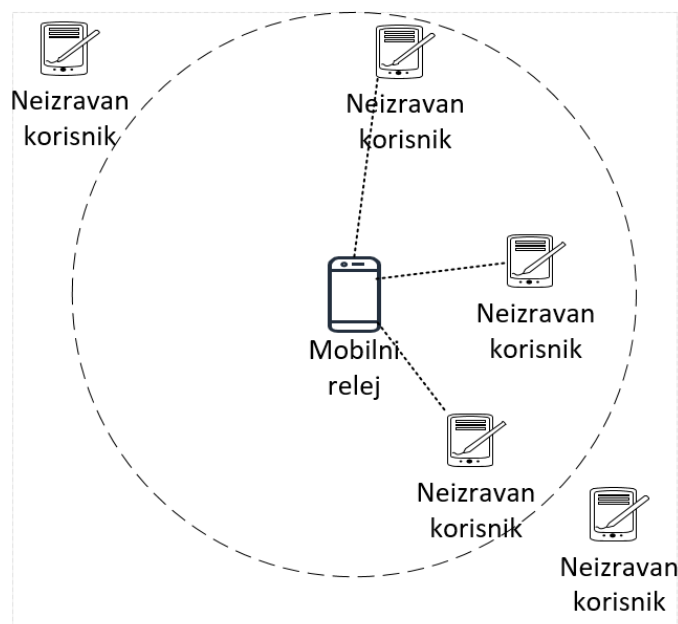 Neizravan
korisnik
Neizravan
korisnik
Neizravan
korisnik
Mobilni
relej
Neizravan
korisnik
Neizravan
korisnik